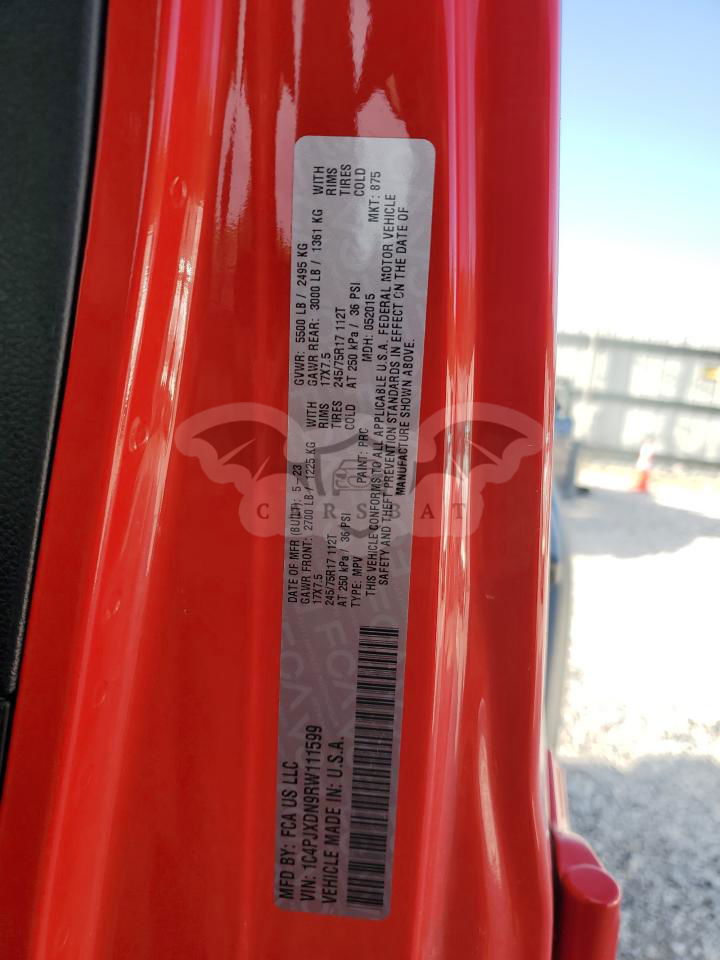 MFD BY: FCA US LLC
DATE OF MFR (BUILT): 5-23 GVWR: 5500 LB / 2495 KG
GAWR FRONT: 2700 LB / 1225 KG WITH GAWR REAR: 3000 LB / 1361 KG WITH
17X7.5 RIMS 17X7.5 RIMS
245/75R17 112T TIRES 245/75R17 112T TIRES
AT 250 kPa / 36 PSI COLD AT 250 kPa / 36 PSI COLD
VIN: 1C4PJXDN9RW111599
TYPE: MPV PAINT: PRC MDH: 052015 MKT: 875
VEHICLE MADE IN: U.S.A.
THIS VEHICLE CONFORMS TO ALL APPLICABLE U.S.A. FEDERAL MOTOR VEHICLE
SAFETY AND THEFT PREVENTION STANDARDS IN EFFECT ON THE DATE OF
MANUFACTURE SHOWN ABOVE.
FCA
CARSBAT